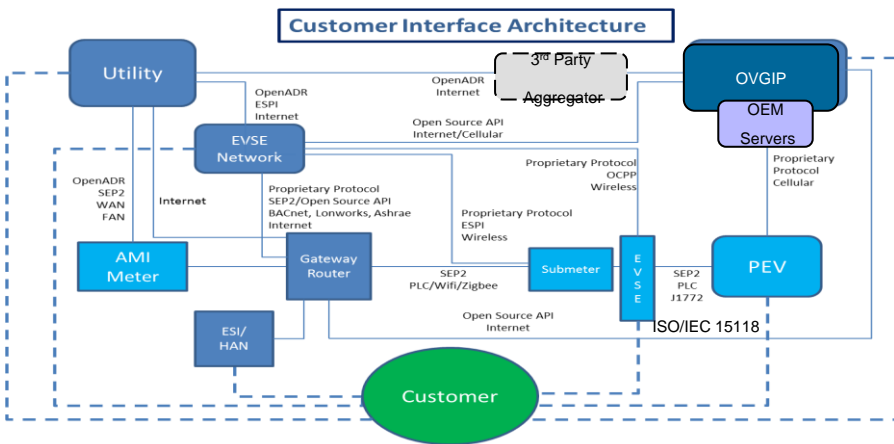 Customer Interface Architecture
Utility
3rd Party
Aggregator
OVGIP
OEM
Servers
OpenADR
Internet
OpenADR
ESPI
Internet
Open Source API
Internet/Cellular
EVSE
Network
Proprietary Protocol
OCPP
Wireless
Proprietary
Protocol
Cellular
OpenADR
SEP2
WAN
FAN
Internet
Proprietary Protocol
SEP2/Open Source API
BACnet, Lonworks, Ashrae
Internet
Proprietary Protocol
ESPI
Wireless
AMI
Meter
Gateway
Router
SEP2
PLC/Wifi/Zigbee
Submeter
E
V
S
E
SEP2
PLC
J1772
PEV
ESI/
HAN
Open Source API
Internet
ISO/IEC 15118
Customer